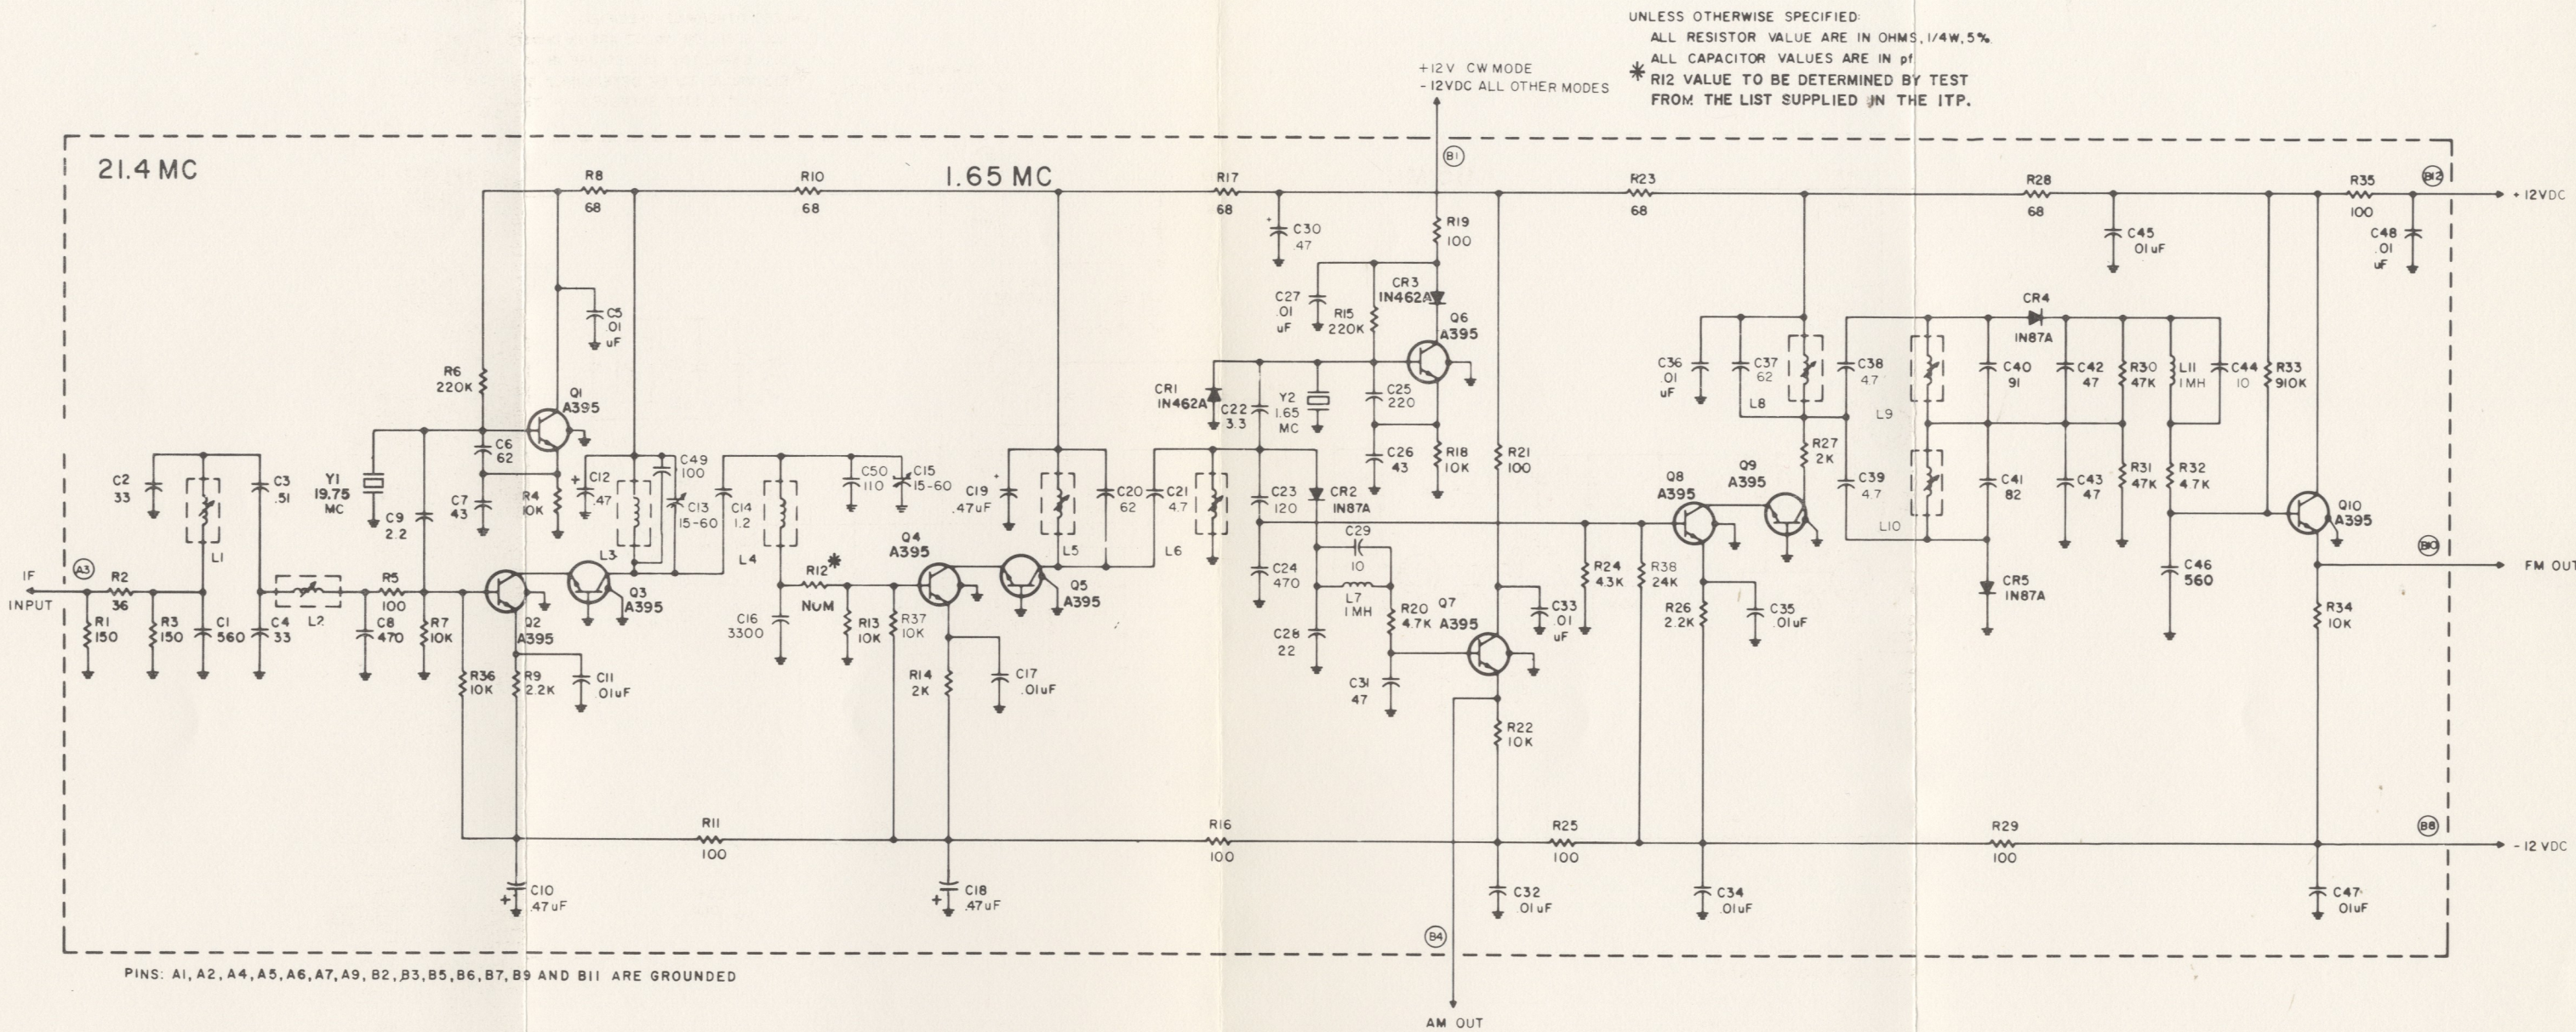 UNLESS OTHERWISE SPECIFIED:
ALL RESISTOR VALUE ARE IN OHMS, 1/4W, 5%.
ALL CAPACITOR VALUES ARE IN pf
* R12 VALUE TO BE DETERMINED BY TEST
FROM THE LIST SUPPLIED IN THE ITP.
+12V CW MODE
-12VDC ALL OTHER MODES
B1
21.4 MC
1.65 MC
R8
68
R10
68
R17
68
R23
68
R28
68
R35
100
B12
+12VDC
C30
.47
R19
100
C45
.01uF
C48
.01
uF
C5
.01
uF
C27
.01
uF
R15
220K
CR3
1N462A
Q6
A395
CR4
1N87A
R6
220K
Q1
A395
CR1
1N462A
C22
3.3
Y2
1.65
MC
C25
220
C36
.01
uF
C37
62
L8
C38
4.7
L9
C40
91
C42
47
R30
47K
L11
1MH
C44
10
R33
910K
C2
33
L1
C3
.51
Y1
19.75
MC
C9
2.2
C6
62
C7
43
R4
10K
C12
.47
L3
C49
100
C13
15-60
C14
1.2
L4
C50
110
C15
15-60
C19
.47uF
L5
C20
62
C21
4.7
L6
C23
120
CR2
1N87A
C26
43
R18
10K
R21
100
Q8
A395
Q9
A395
R27
2K
C39
4.7
L10
C41
82
C43
47
R31
47K
R32
4.7K
Q10
A395
B10
FM OUT
IF
INPUT
A3
R2
36
R1
150
R3
150
C1
560
C4
33
L2
C8
470
R5
100
R7
10K
Q2
A395
Q3
A395
R12
*
NOM
C16
3300
R13
10K
R37
10K
Q4
A395
Q5
A395
C24
470
C29
10
L7
1MH
C28
22
R20
4.7K
Q7
A395
C33
.01
uF
R24
4.3K
R38
24K
R26
2.2K
C35
.01uF
CR5
1N87A
C46
560
R34
10K
R36
10K
R9
2.2K
C11
.01uF
R14
2K
C17
.01uF
C31
47
R22
10K
R11
100
R16
100
R25
100
R29
100
B8
-12VDC
C10
.47uF
C18
.47uF
C32
.01uF
C34
.01uF
C47
.01uF
B4
AM OUT
PINS: A1, A2, A4, A5, A6, A7, A9, B2, B3, B5, B6, B7, B9 AND B11 ARE GROUNDED